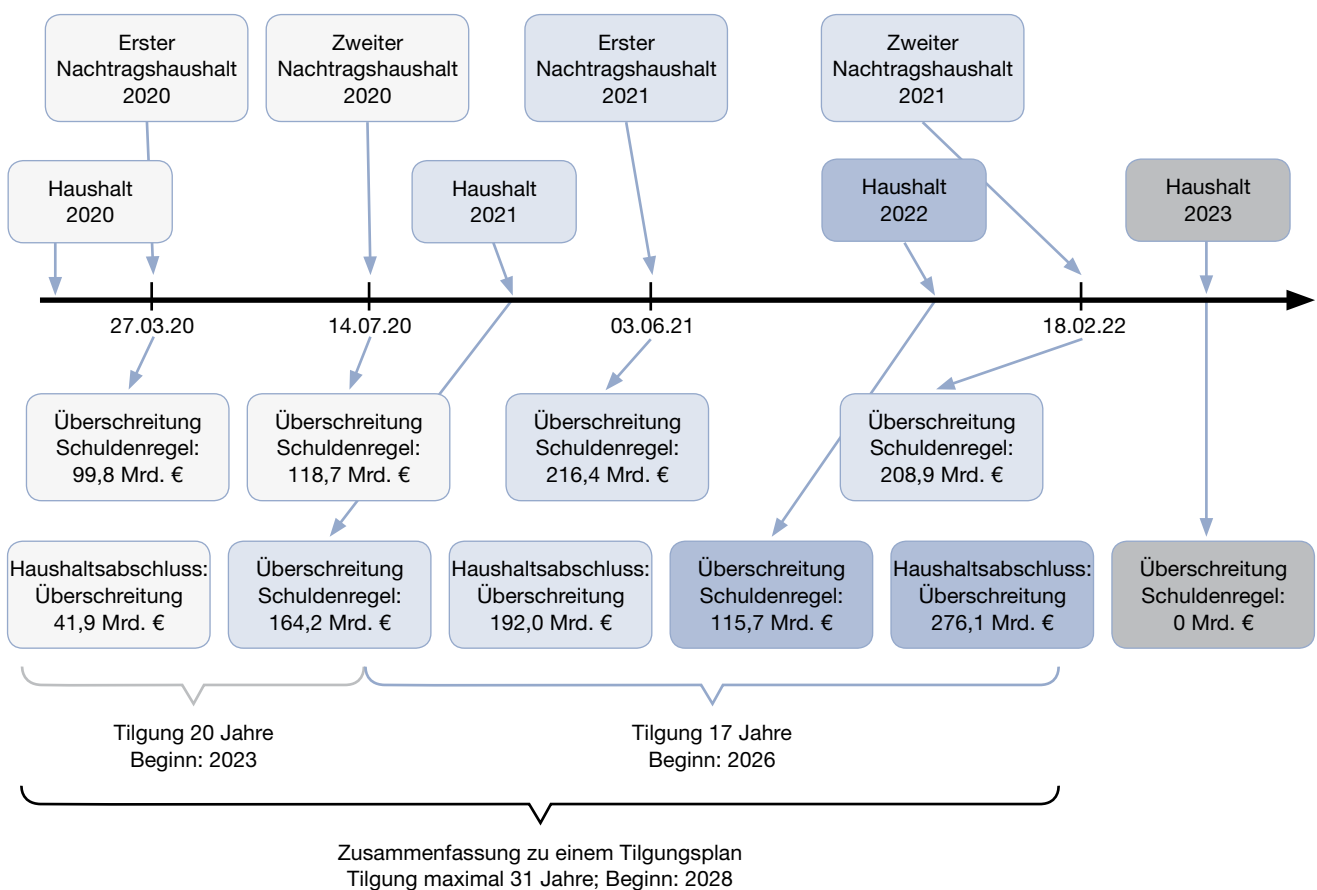 Erster
Nachtragshaushalt
2020
Zweiter
Nachtragshaushalt
2020
Erster
Nachtragshaushalt
2021
Zweiter
Nachtragshaushalt
2021
Haushalt
2020
Haushalt
2021
Haushalt
2022
Haushalt
2023
27.03.20
14.07.20
03.06.21
18.02.22
Überschreitung
Schuldenregel:
99,8 Mrd. €
Überschreitung
Schuldenregel:
118,7 Mrd. €
Überschreitung
Schuldenregel:
216,4 Mrd. €
Überschreitung
Schuldenregel:
208,9 Mrd. €
Haushaltsabschluss:
Überschreitung
41,9 Mrd. €
Überschreitung
Schuldenregel:
164,2 Mrd. €
Haushaltsabschluss:
Überschreitung
192,0 Mrd. €
Überschreitung
Schuldenregel:
115,7 Mrd. €
Haushaltsabschluss:
Überschreitung
276,1 Mrd. €
Überschreitung
Schuldenregel:
0 Mrd. €
Tilgung 20 Jahre
Beginn: 2023
Tilgung 17 Jahre
Beginn: 2026
Zusammenfassung zu einem Tilgungsplan
Tilgung maximal 31 Jahre; Beginn: 2028